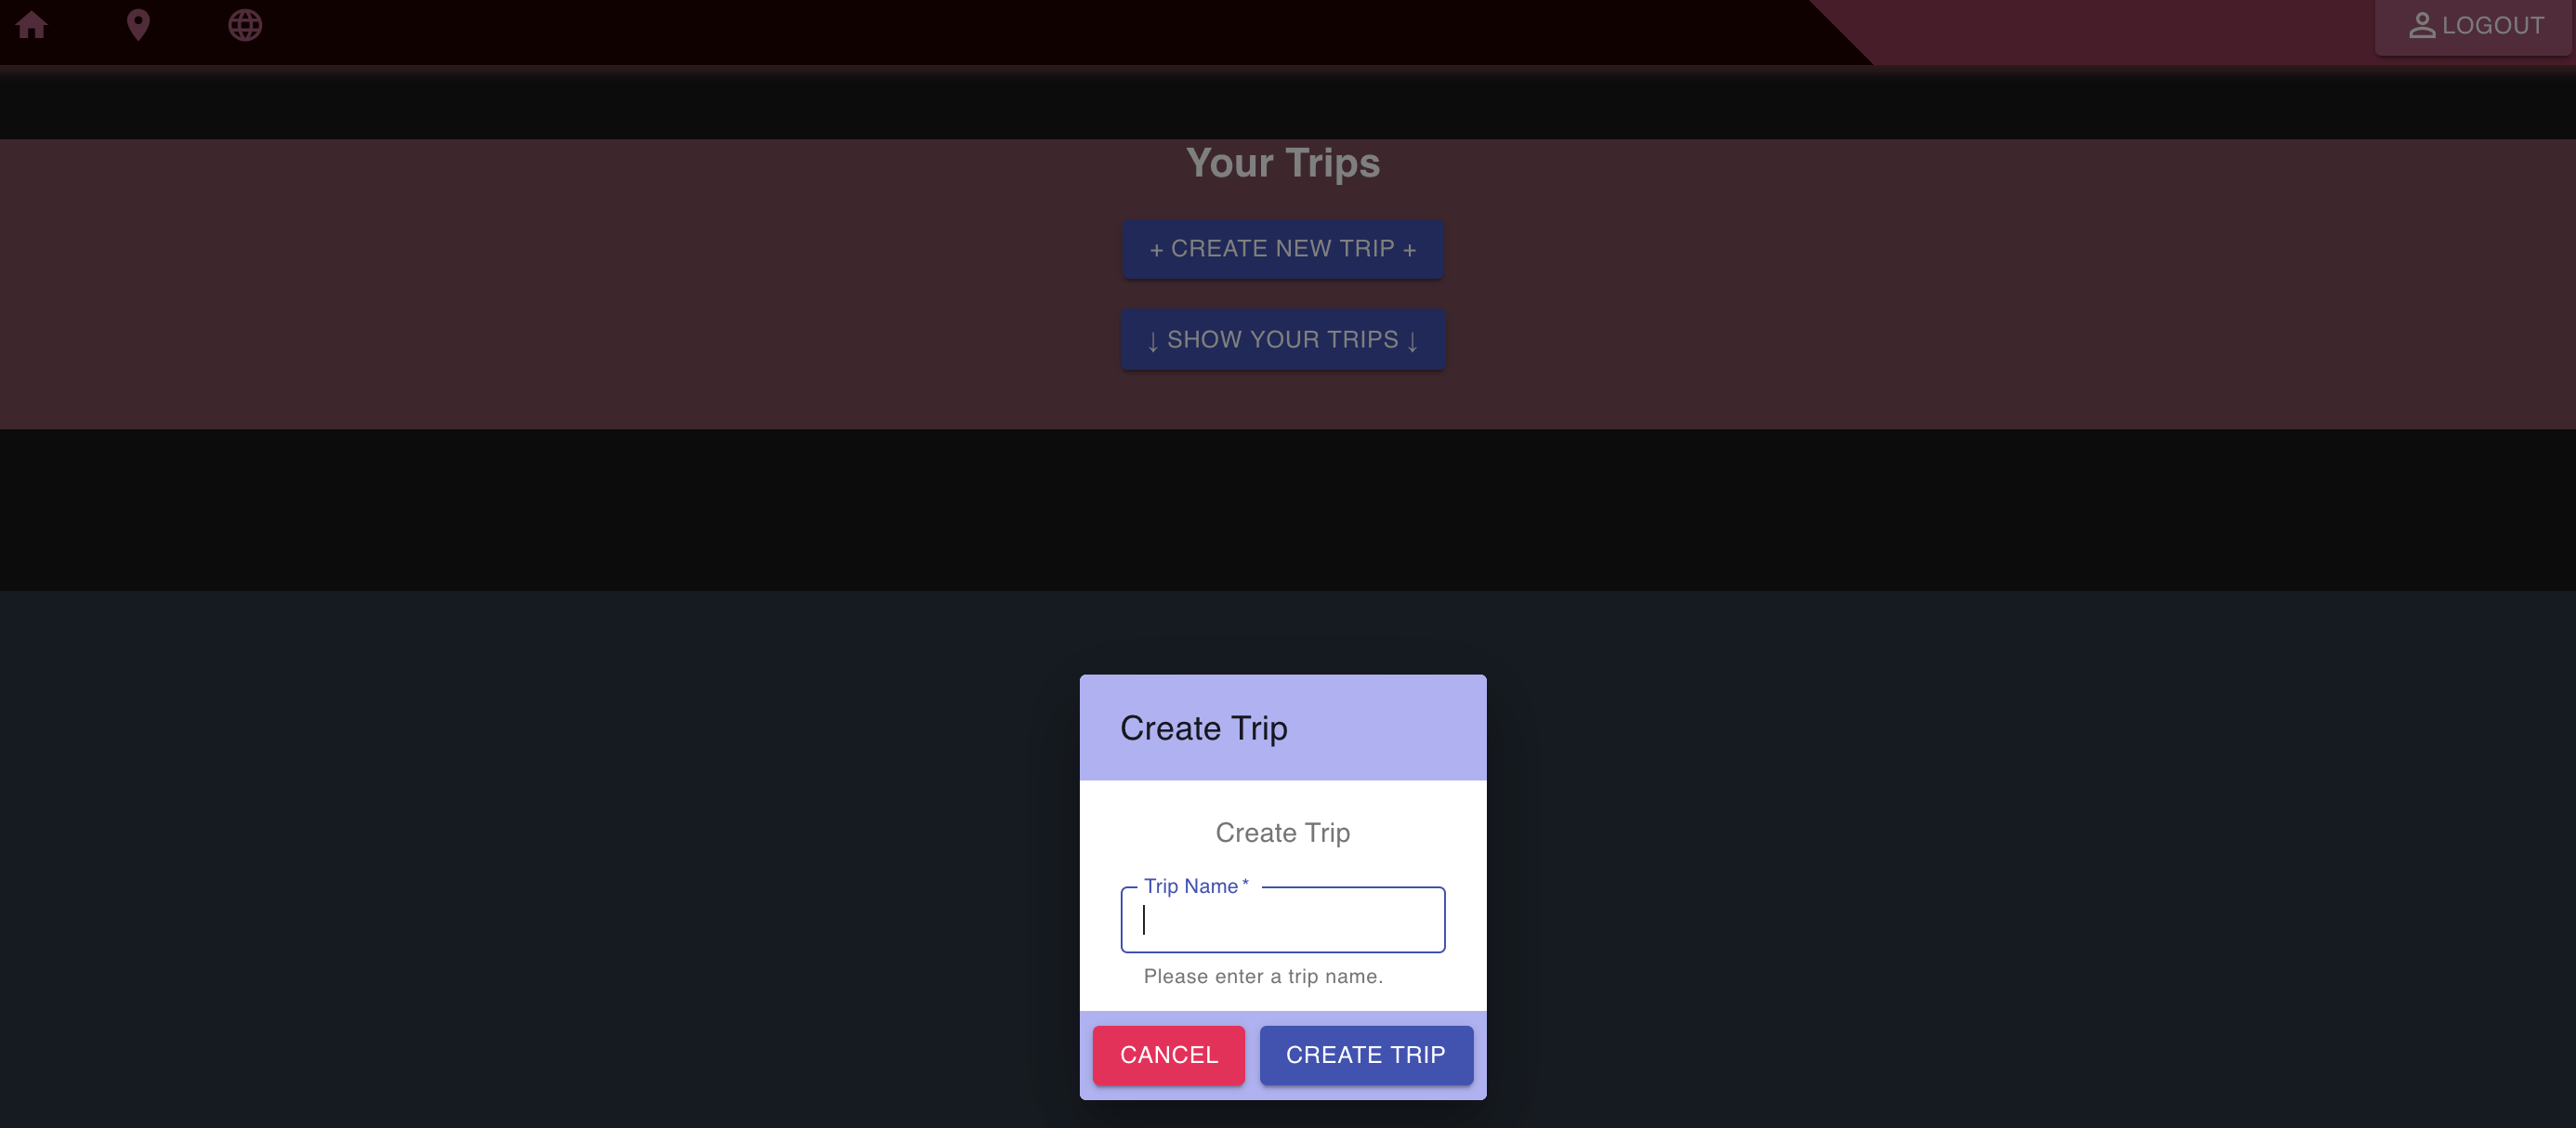 LOGOUT
Your Trips
+ CREATE NEW TRIP +
↓ SHOW YOUR TRIPS ↓
Create Trip
Create Trip
Trip Name *
Please enter a trip name.
CANCEL CREATE TRIP